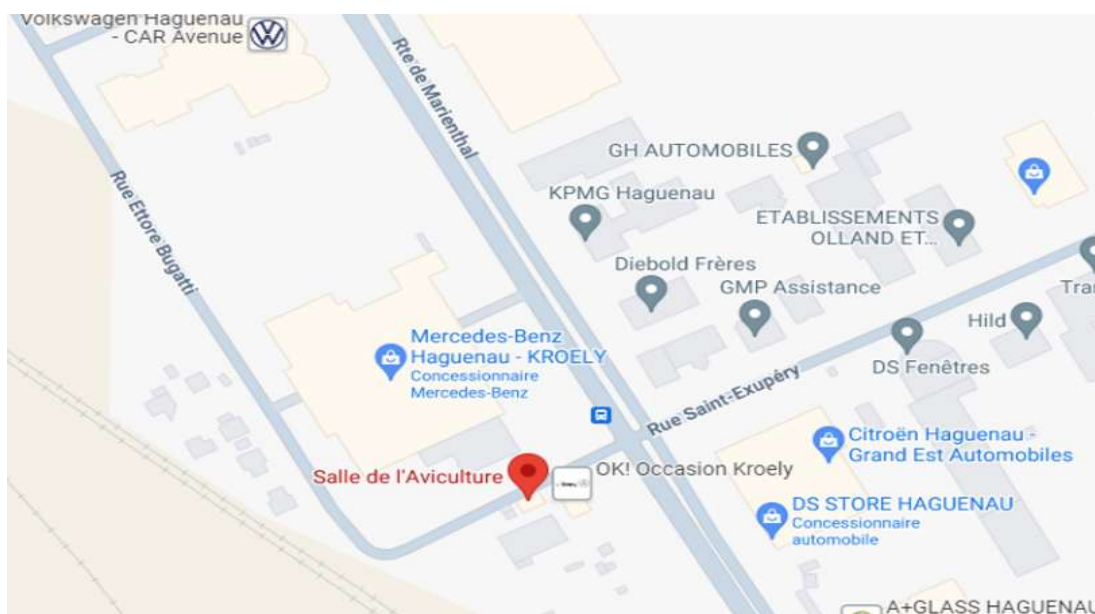 Volkswagen Haguenau
- CAR Avenue
Rte de Marienthal
GH AUTOMOBILES
KPMG Haguenau
Rue Ettore Bugatti
ETABLISSEMENTS
OLLAND ET...
Diebold Frères
GMP Assistance
Tra
Hild
Mercedes-Benz
Haguenau - KROELY
Concessionnaire
Mercedes-Benz
DS Fenêtres
Rue Saint-Exupéry
Citroën Haguenau -
Grand Est Automobiles
Salle de l'Aviculture
OK! Occasion Kroely
DS STORE HAGUENAU
Concessionnaire
automobile
A+GLASS HAGUENAU